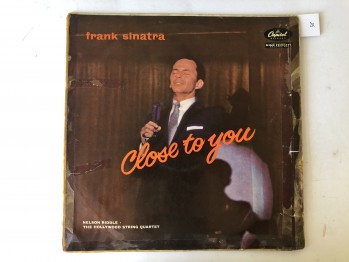 frank sinatra
Capitol
Close to you
NELSON RIDDLE •
THE HOLLYWOOD STRING QUARTET